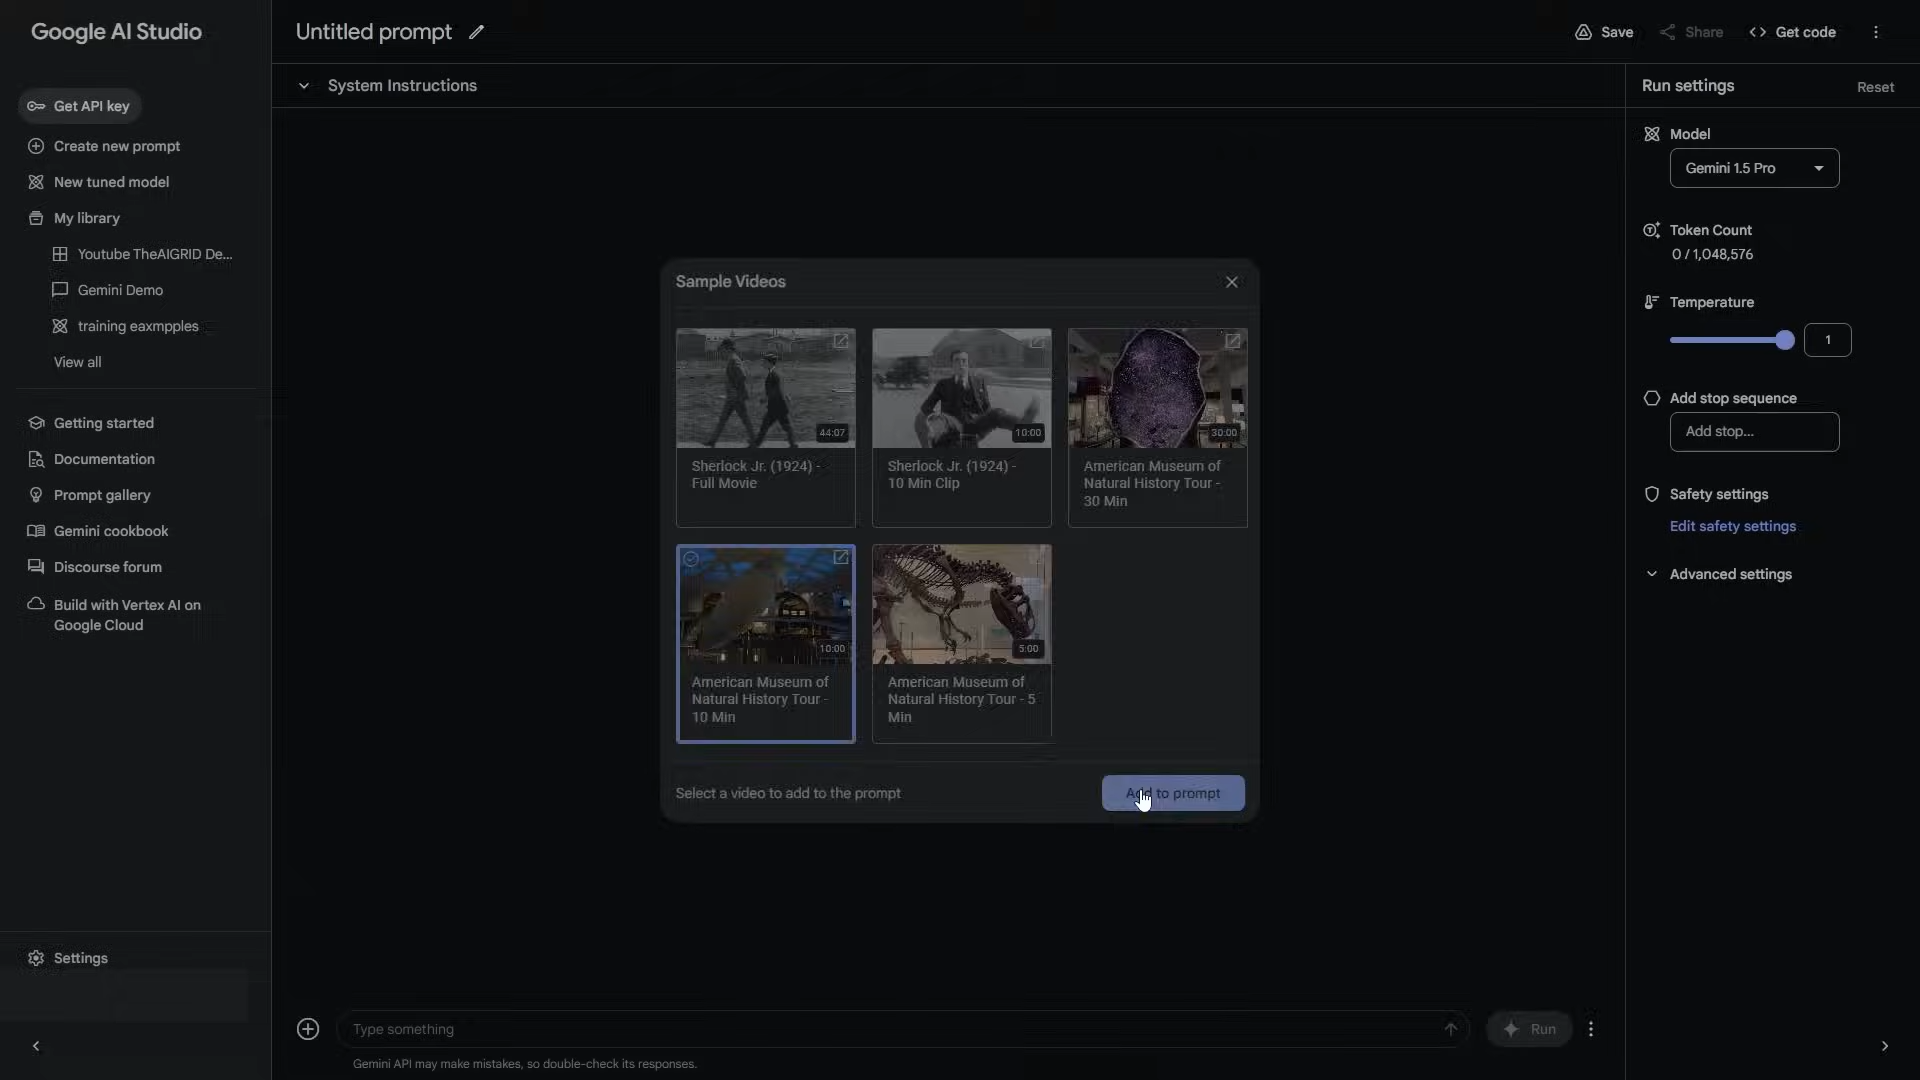 Google AI Studio
Untitled prompt
Save
Share
Get code
System Instructions
Run settings
Reset
Get API key
Create new prompt
New tuned model
My library
Youtube TheAIGRID De...
Gemini Demo
training eaxmpples
View all
Getting started
Documentation
Prompt gallery
Gemini cookbook
Discourse forum
Build with Vertex AI on
Google Cloud
Settings
Sample Videos
44:07
Sherlock Jr. (1924) -
Full Movie
10:00
Sherlock Jr. (1924) -
10 Min Clip
30:00
American Museum of
Natural History Tour -
30 Min
10:00
American Museum of
Natural History Tour -
10 Min
5:00
American Museum of
Natural History Tour - 5
Min
Select a video to add to the prompt
Add to prompt
Type something
Run
Gemini API may make mistakes, so double-check its responses.
Model
Gemini 1.5 Pro
Token Count
0 / 1,048,576
Temperature
1
Add stop sequence
Add stop...
Safety settings
Edit safety settings
Advanced settings